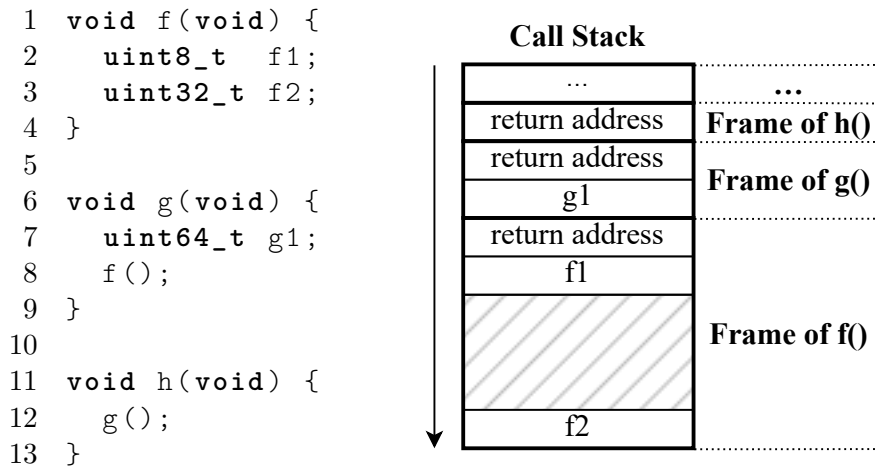 1 void f(void) {
2   uint8_t  f1;
3   uint32_t f2;
4 }
5
6 void g(void) {
7   uint64_t g1;
8   f();
9 }
10
11 void h(void) {
12   g();
13 }
Call Stack
...
...
return address
Frame of h()
return address
g1
Frame of g()
return address
f1
Frame of f()
f2